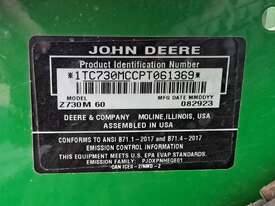 JOHN DEERE
Product Identification Number
*1TC730MCCPT061369*
MODEL MFG DATE MMDDYY
Z730M 60 082923
DEERE & COMPANY MOLINE, ILLINOIS, USA
ASSEMBLED IN USA
CONFORMS TO ANSI B71.1-2017 and B71.4-2017
EMISSION CONTROL INFORMATION
THIS EQUIPMENT MEETS U.S. EPA EVAP STANDARDS.
EMISSION FAMILY: